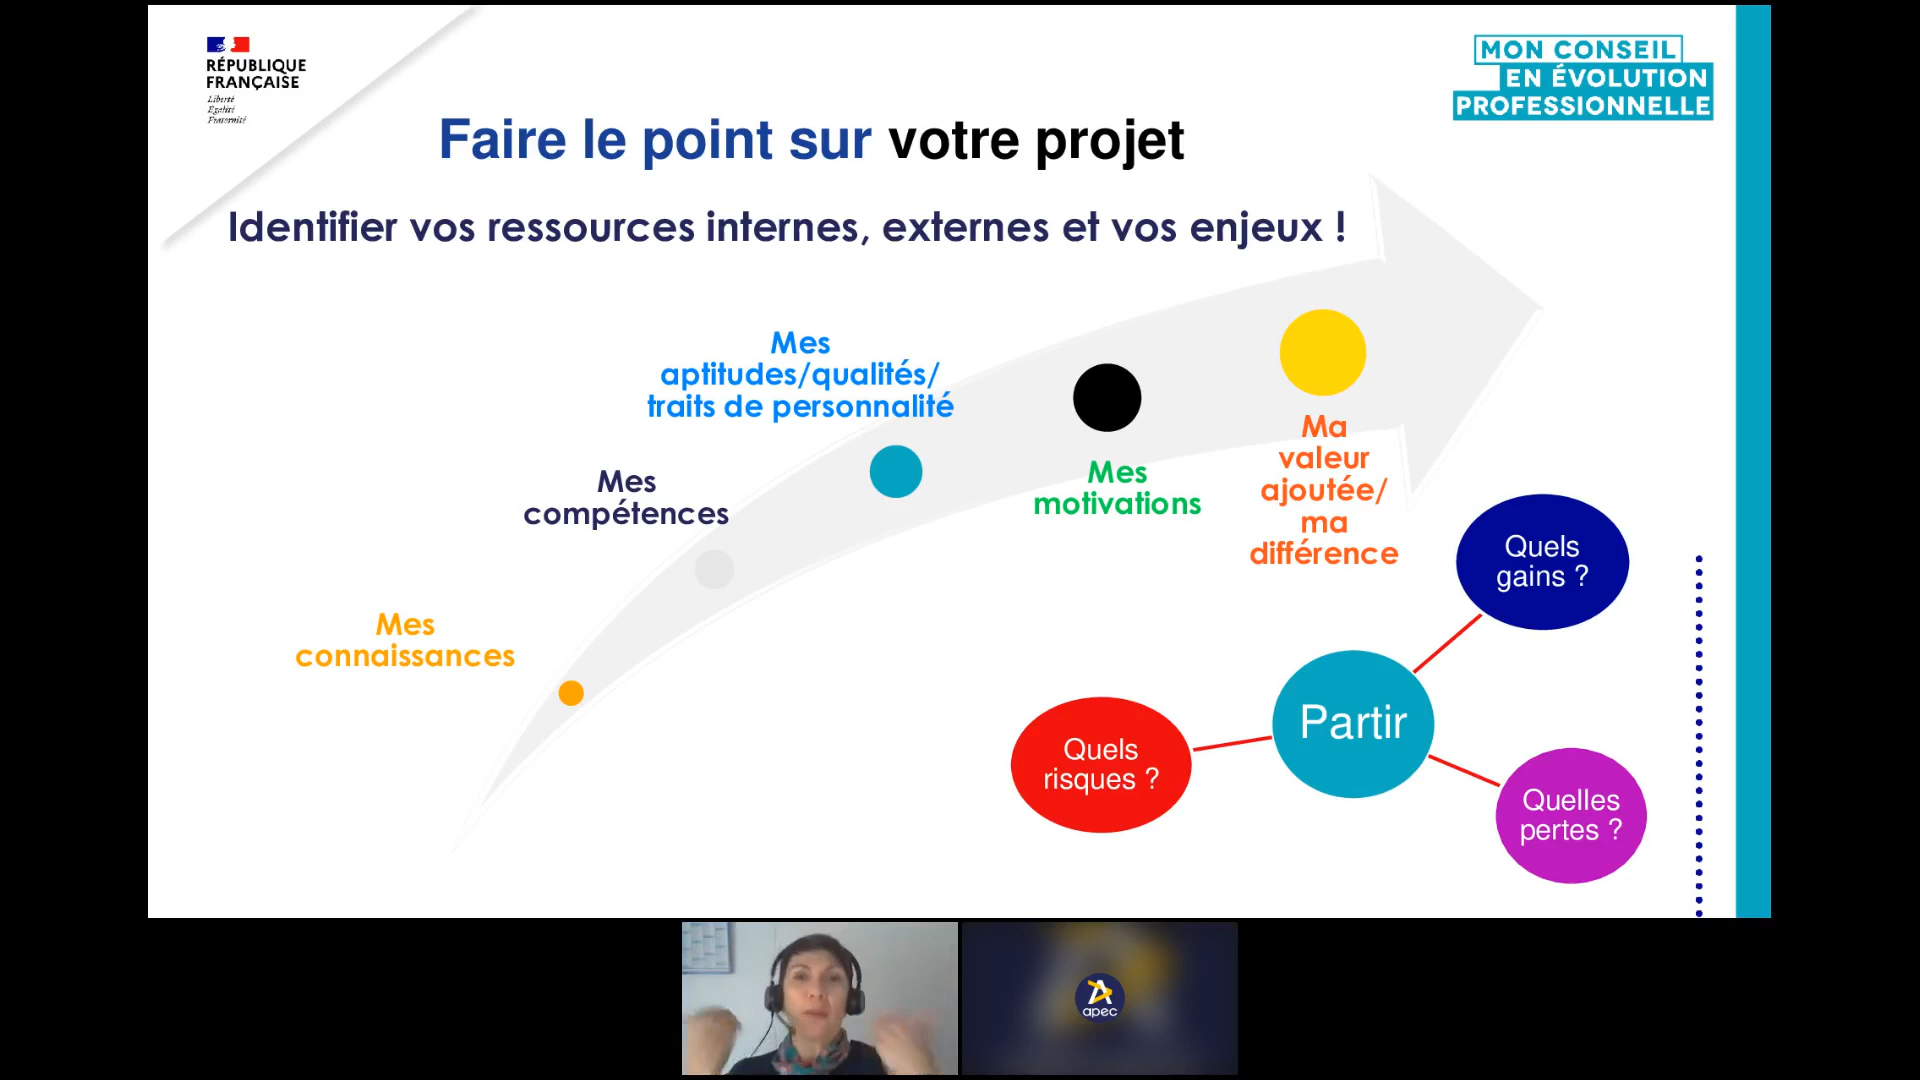 RÉPUBLIQUE
FRANÇAISE
Liberté
Égalité
Fraternité
MON CONSEIL
EN ÉVOLUTION
PROFESSIONNELLE
Faire le point sur votre projet
Identifier vos ressources internes, externes et vos enjeux !
Mes
aptitudes/qualités/
traits de personnalité
Mes
compétences
Mes
connaissances
Mes
motivations
Ma
valeur
ajoutée/
ma
différence
Quels
gains ?
Partir
Quels
risques ?
Quelles
pertes ?
apec